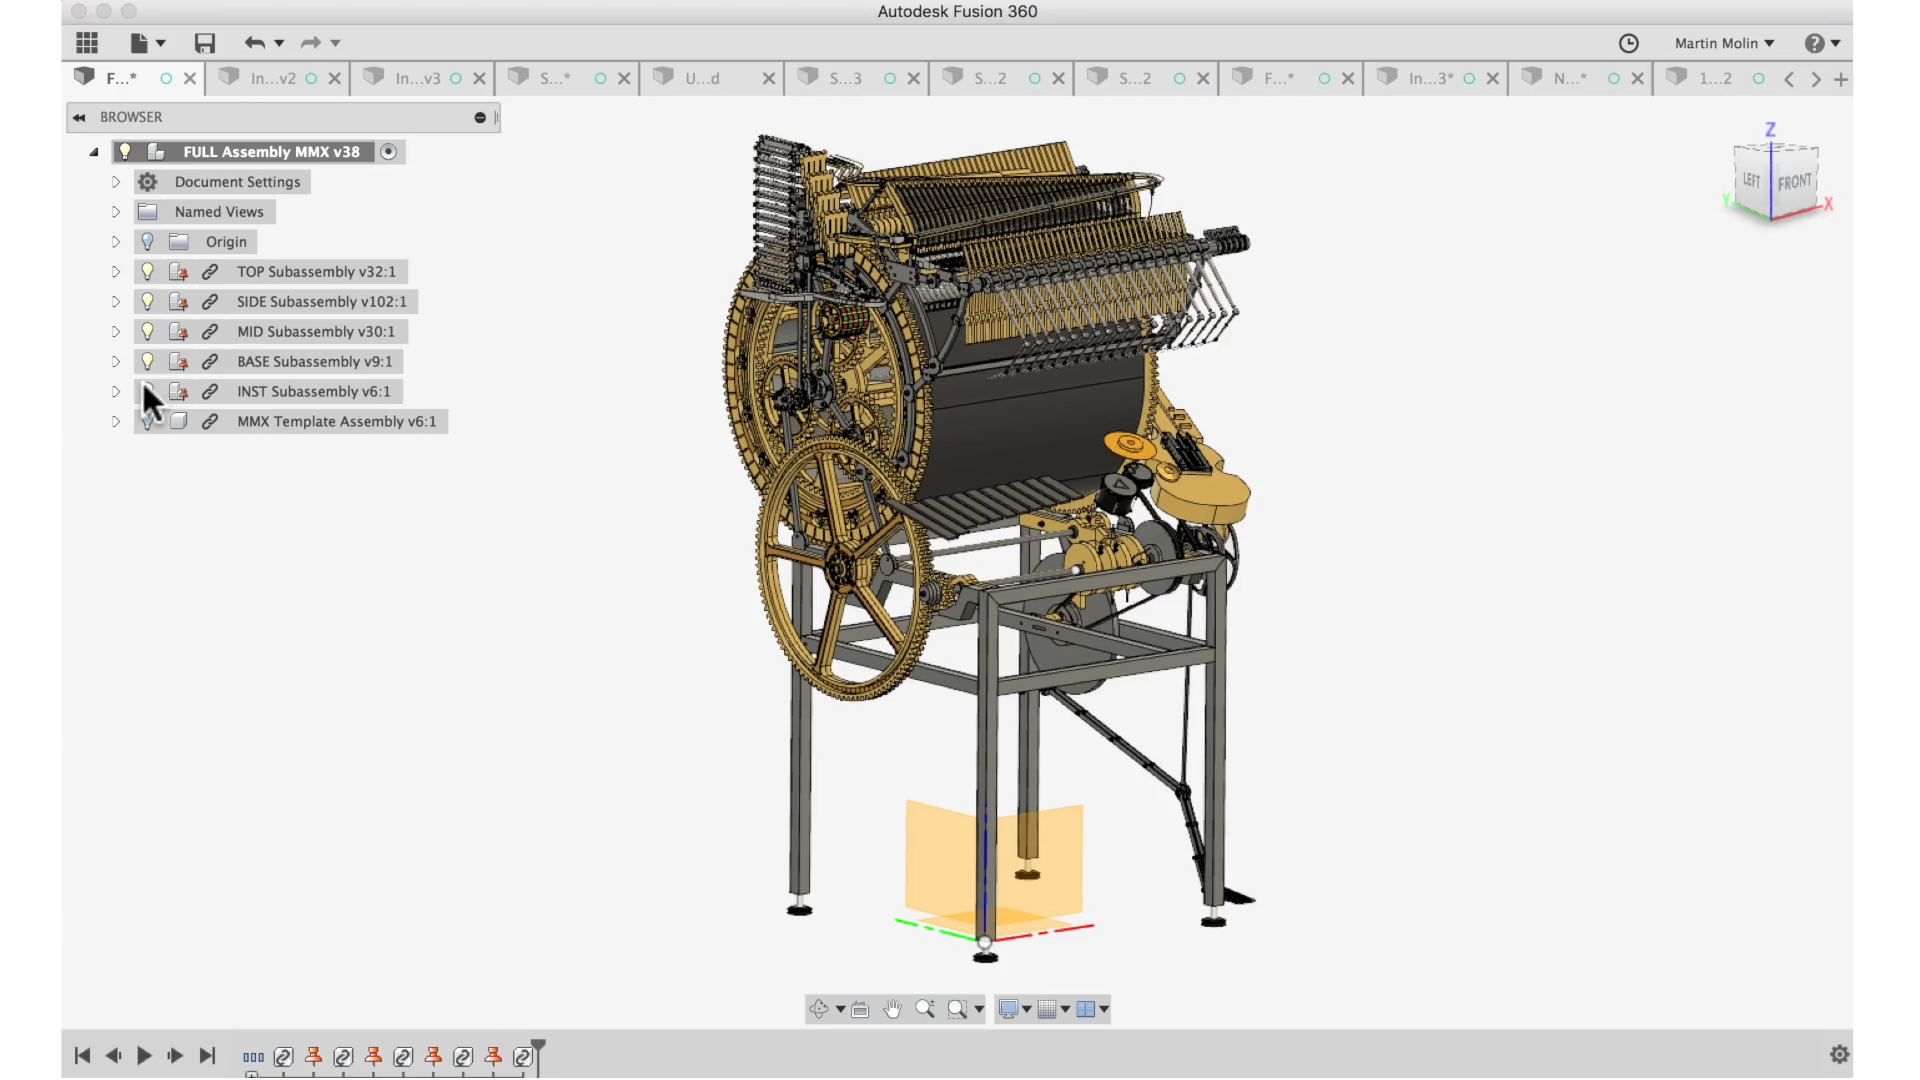 Autodesk Fusion 360
Martin Molin
F...*
In...v2
In...v3
S...*
U...d
S...3
S...2
S...2
F...*
In...3*
N...*
1...2
BROWSER
FULL Assembly MMX v38
Document Settings
Named Views
Origin
TOP Subassembly v32:1
SIDE Subassembly v102:1
MID Subassembly v30:1
BASE Subassembly v9:1
INST Subassembly v6:1
MMX Template Assembly v6:1
Z
LEFT
FRONT
Y
X